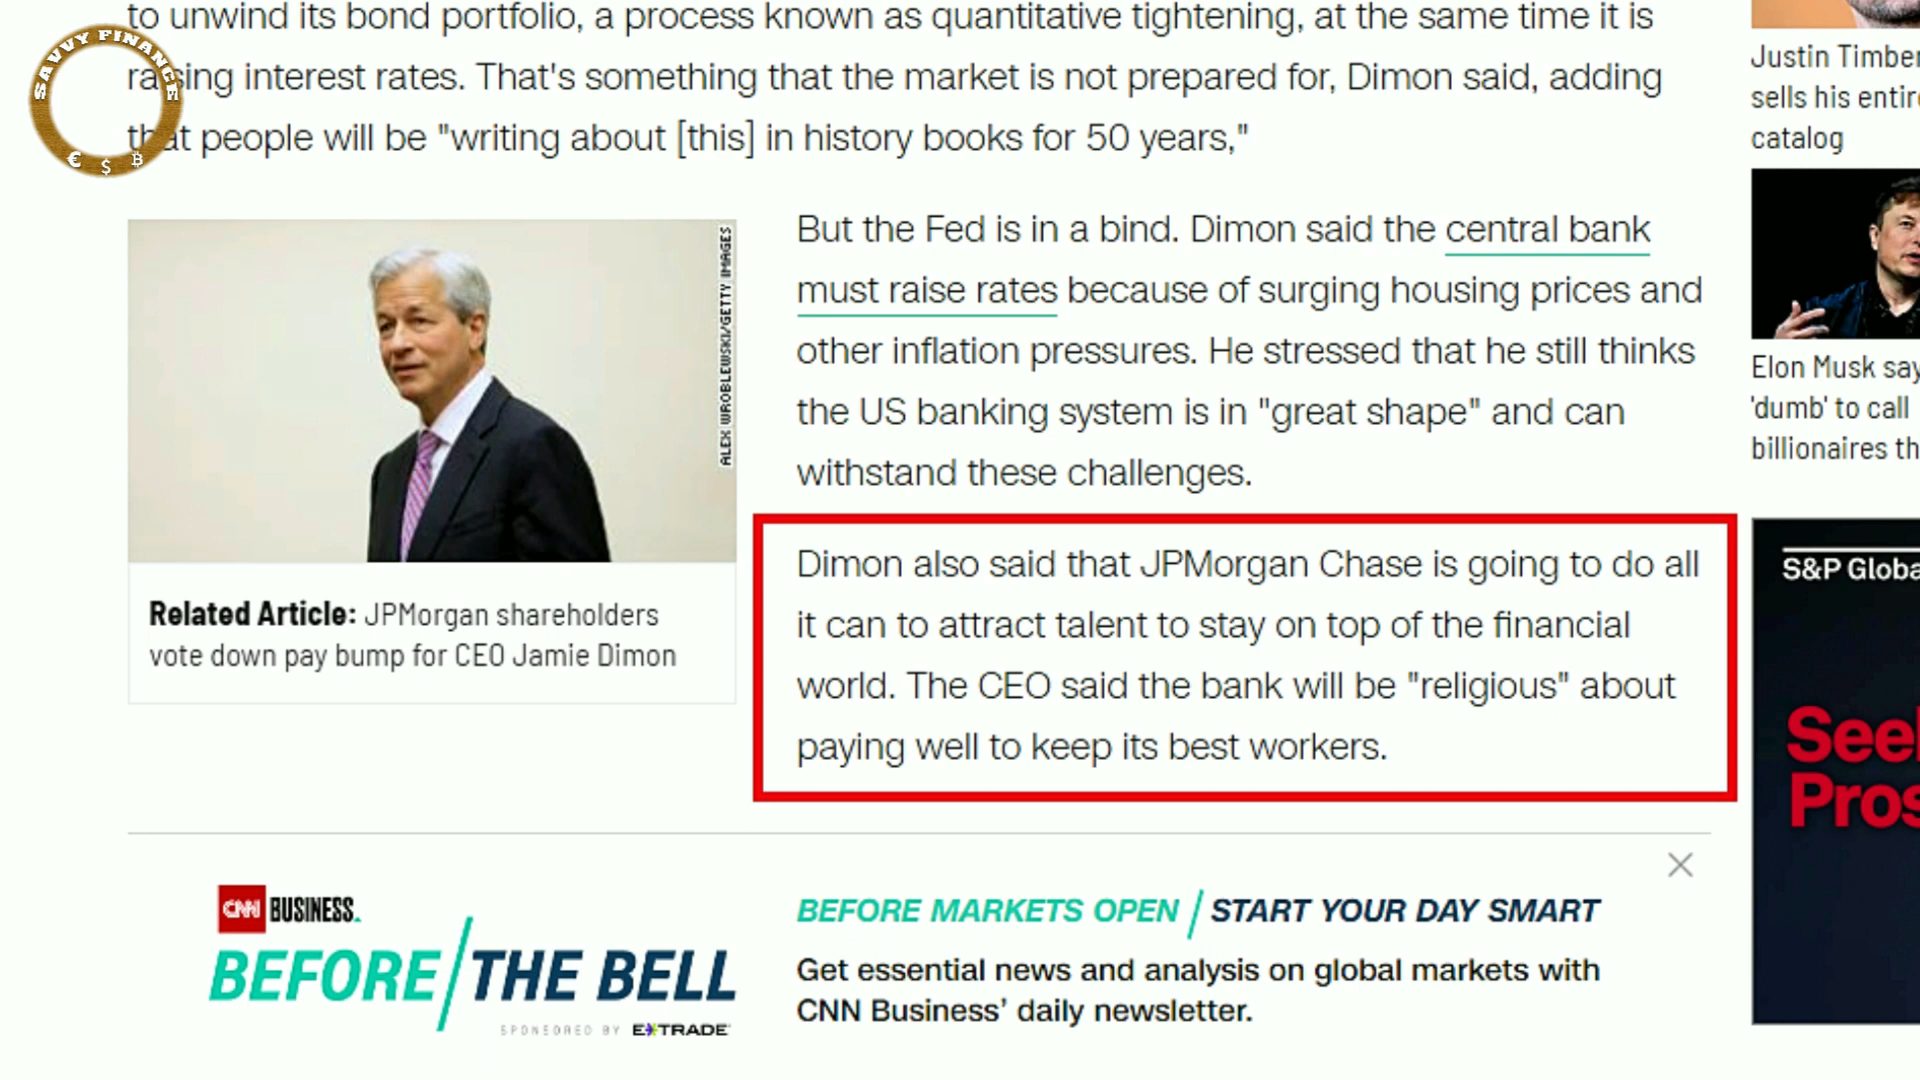 to unwind its bond portfolio, a process known as quantitative tightening, at the same time it is
raising interest rates. That's something that the market is not prepared for, Dimon said, adding
that people will be "writing about [this] in history books for 50 years,"
SAVVY FINANCE
€ $ ₿
ALEX WROBLEWSKI/GETTY IMAGES
Related Article: JPMorgan shareholders
vote down pay bump for CEO Jamie Dimon
But the Fed is in a bind. Dimon said the central bank
must raise rates because of surging housing prices and
other inflation pressures. He stressed that he still thinks
the US banking system is in "great shape" and can
withstand these challenges.
Dimon also said that JPMorgan Chase is going to do all
it can to attract talent to stay on top of the financial
world. The CEO said the bank will be "religious" about
paying well to keep its best workers.
CNN BUSINESS.
BEFORE / THE BELL
SPONSORED BY E*TRADE
BEFORE MARKETS OPEN / START YOUR DAY SMART
Get essential news and analysis on global markets with
CNN Business' daily newsletter.
Justin Timber
sells his entir
catalog
Elon Musk say
'dumb' to call
billionaires th
S&P Globa
See
Pros